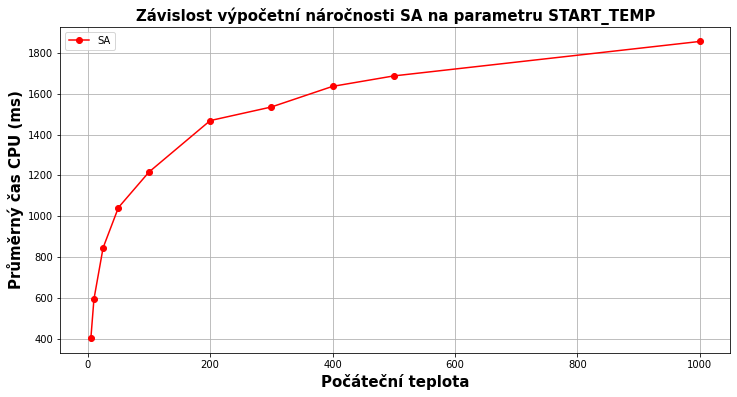 Závislost výpočetní náročnosti SA na parametru START_TEMP
SA
Průměrný čas CPU (ms)
1800
1600
1400
1200
1000
800
600
400
0 200 400 600 800 1000
Počáteční teplota